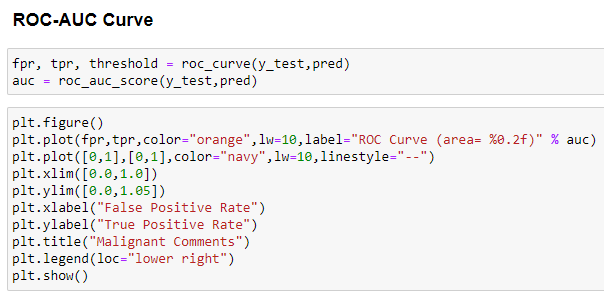 ROC-AUC Curve
fpr, tpr, threshold = roc_curve(y_test,pred)
auc = roc_auc_score(y_test,pred)
plt.figure()
plt.plot(fpr,tpr,color="orange",lw=10,label="ROC Curve (area= %0.2f)" % auc)
plt.plot([0,1],[0,1],color="navy",lw=10,linestyle="--")
plt.xlim([0.0,1.0])
plt.ylim([0.0,1.05])
plt.xlabel("False Positive Rate")
plt.ylabel("True Positive Rate")
plt.title("Malignant Comments")
plt.legend(loc="lower right")
plt.show()